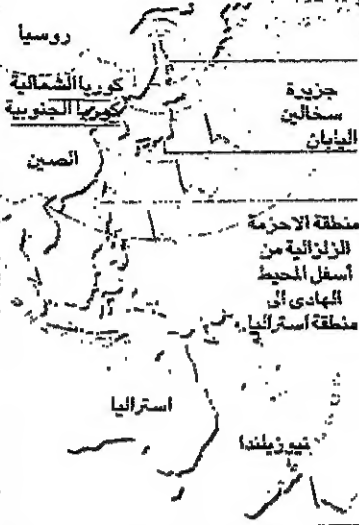 روسيا
كوريا الشمالية
كوريا الجنوبية
الصين
جزيرة
سخالين
اليابان
منطقة الاحزمة
الزلزالية من
أسفل المحيط
الهادى الى
منطقة استراليا
استراليا
نيوزيلندا